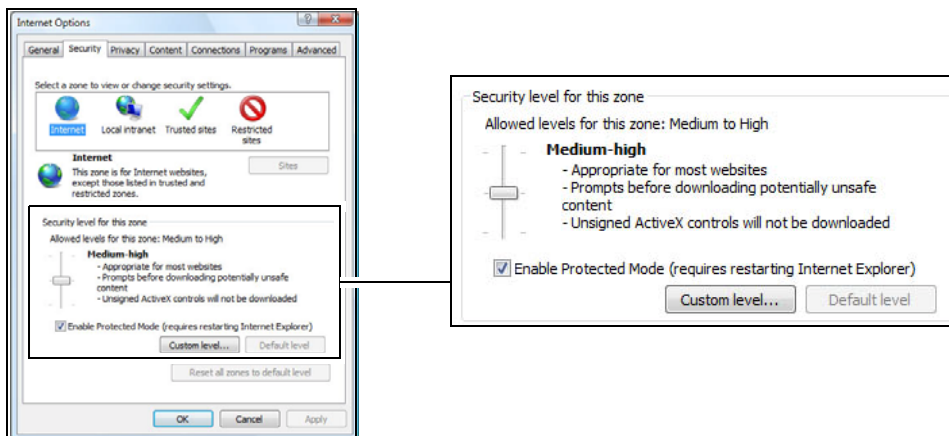 Internet Options
General Security Privacy Content Connections Programs Advanced
Select a zone to view or change security settings.
Internet Local intranet Trusted sites Restricted
sites
Internet
Sites
This zone is for Internet websites,
except those listed in trusted and
restricted zones.
Security level for this zone
Allowed levels for this zone: Medium to High
Medium-high
- Appropriate for most websites
- Prompts before downloading potentially unsafe
content
- Unsigned ActiveX controls will not be downloaded
Enable Protected Mode (requires restarting Internet Explorer)
Custom level... Default level
Reset all zones to default level
OK Cancel Apply
Security level for this zone
Allowed levels for this zone: Medium to High
Medium-high
- Appropriate for most websites
- Prompts before downloading potentially unsafe
content
- Unsigned ActiveX controls will not be downloaded
Enable Protected Mode (requires restarting Internet Explorer)
Custom level... Default level